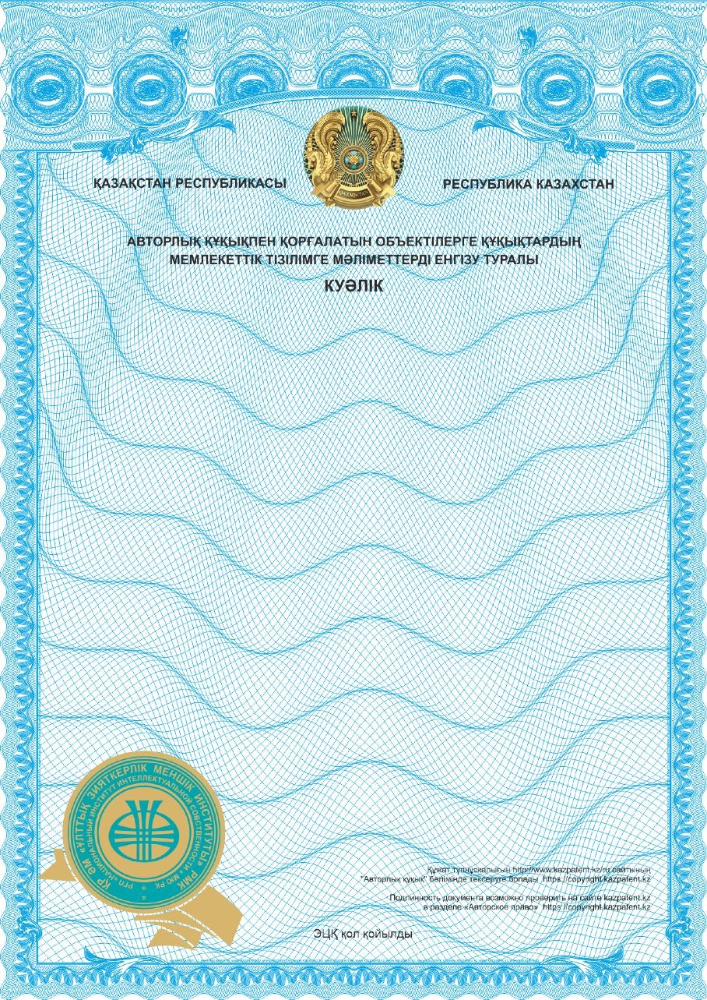 ҚАЗАҚСТАН РЕСПУБЛИКАСЫ
РЕСПУБЛИКА КАЗАХСТАН
QAZAQSTAN
АВТОРЛЫҚ ҚҰҚЫҚПЕН ҚОРҒАЛАТЫН ОБЪЕКТІЛЕРГЕ ҚҰҚЫҚТАРДЫҢ
МЕМЛЕКЕТТІК ТІЗІЛІМГЕ МӘЛІМЕТТЕРДІ ЕНГІЗУ ТУРАЛЫ
КУӘЛІК
ҚР ӘМ «ҰЛТТЫҚ ЗИЯТКЕРЛІК МЕНШІК ИНСТИТУТЫ» РМК
РГП «НАЦИОНАЛЬНЫЙ ИНСТИТУТ ИНТЕЛЛЕКТУАЛЬНОЙ СОБСТВЕННОСТИ» МЮ РК
Құжат түпнұсқалығын http://www.kazpatent.kz/ru сайтының
"Авторлық құқық" бөлімінде тексеруге болады https://copyright.kazpatent.kz
Подлинность документа возможно проверить на сайте kazpatent.kz
в разделе «Авторское право» https://copyright.kazpatent.kz
ЭЦҚ қол қойылды